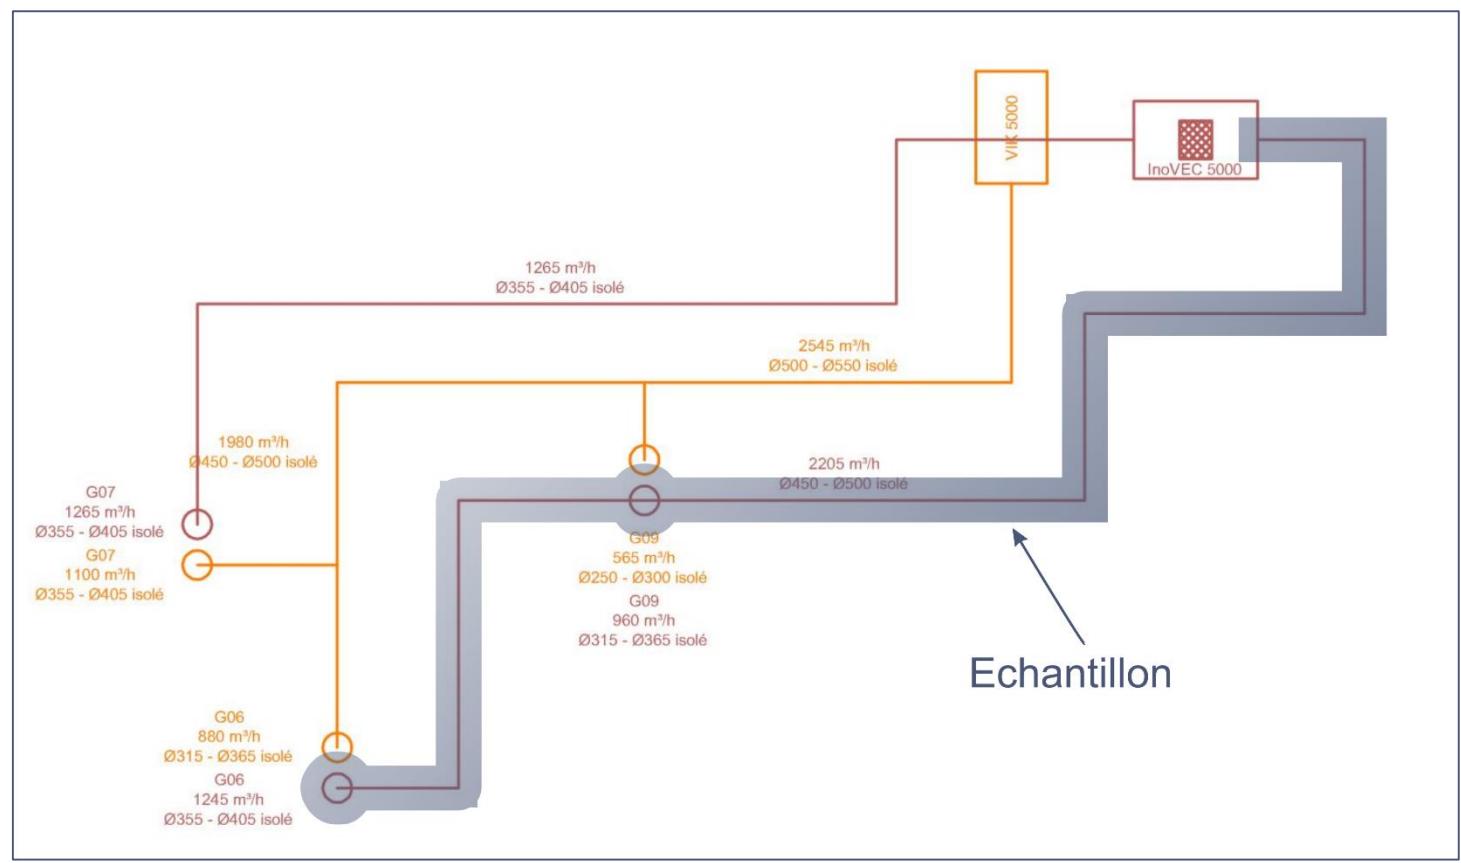 VIK 5000
InoVEC 5000
1265 m³/h
Ø355 - Ø405 isolé
2545 m³/h
Ø500 - Ø550 isolé
1980 m³/h
Ø450 - Ø500 isolé
2205 m³/h
Ø450 - Ø500 isolé
G07
1265 m³/h
Ø355 - Ø405 isolé
G07
1100 m³/h
Ø355 - Ø405 isolé
G09
565 m³/h
Ø250 - Ø300 isolé
G09
960 m³/h
Ø315 - Ø365 isolé
Echantillon
G06
880 m³/h
Ø315 - Ø365 isolé
G06
1245 m³/h
Ø355 - Ø405 isolé